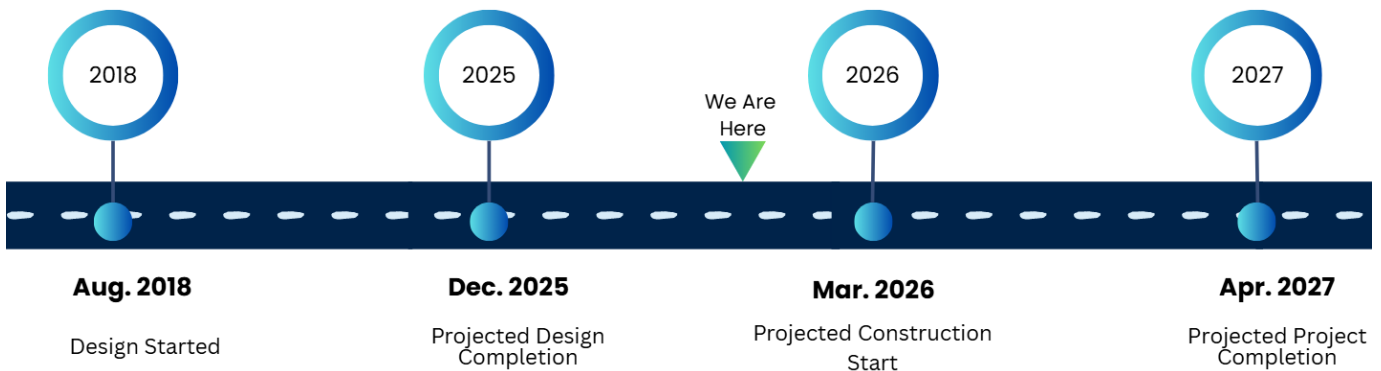 2018
2025
We Are
Here
2026
2027
Aug. 2018
Design Started
Dec. 2025
Projected Design
Completion
Mar. 2026
Projected Construction
Start
Apr. 2027
Projected Project
Completion